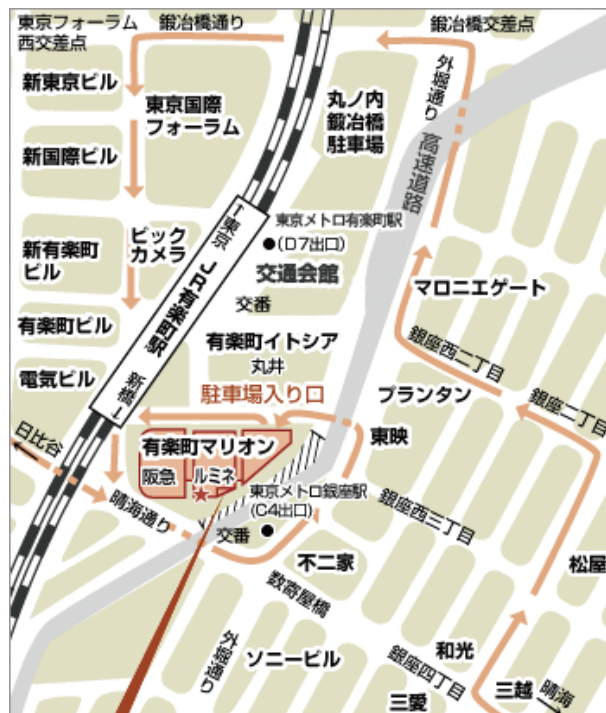 東京フォーラム
西交差点
鍛冶橋通り
鍛冶橋交差点
新東京ビル
東京国際
フォーラム
丸ノ内
鍛冶橋
駐車場
外堀通り
高速道路
新国際ビル
↑東京
JR有楽町駅
新橋↓
東京メトロ有楽町駅
(D7出口)
新有楽町
ビル
ビック
カメラ
交通会館
マロニエゲート
交番
有楽町ビル
有楽町イトシア
丸井
銀座西二丁目
電気ビル
駐車場入り口
プランタン
銀座二丁目
日比谷
有楽町マリオン
東映
阪急
ルミネ
東京メトロ銀座駅
(C4出口)
銀座西三丁目
晴海通り
交番
不二家
松屋
数寄屋橋
外堀通り
ソニービル
和光
銀座四丁目
三越
晴海
三愛